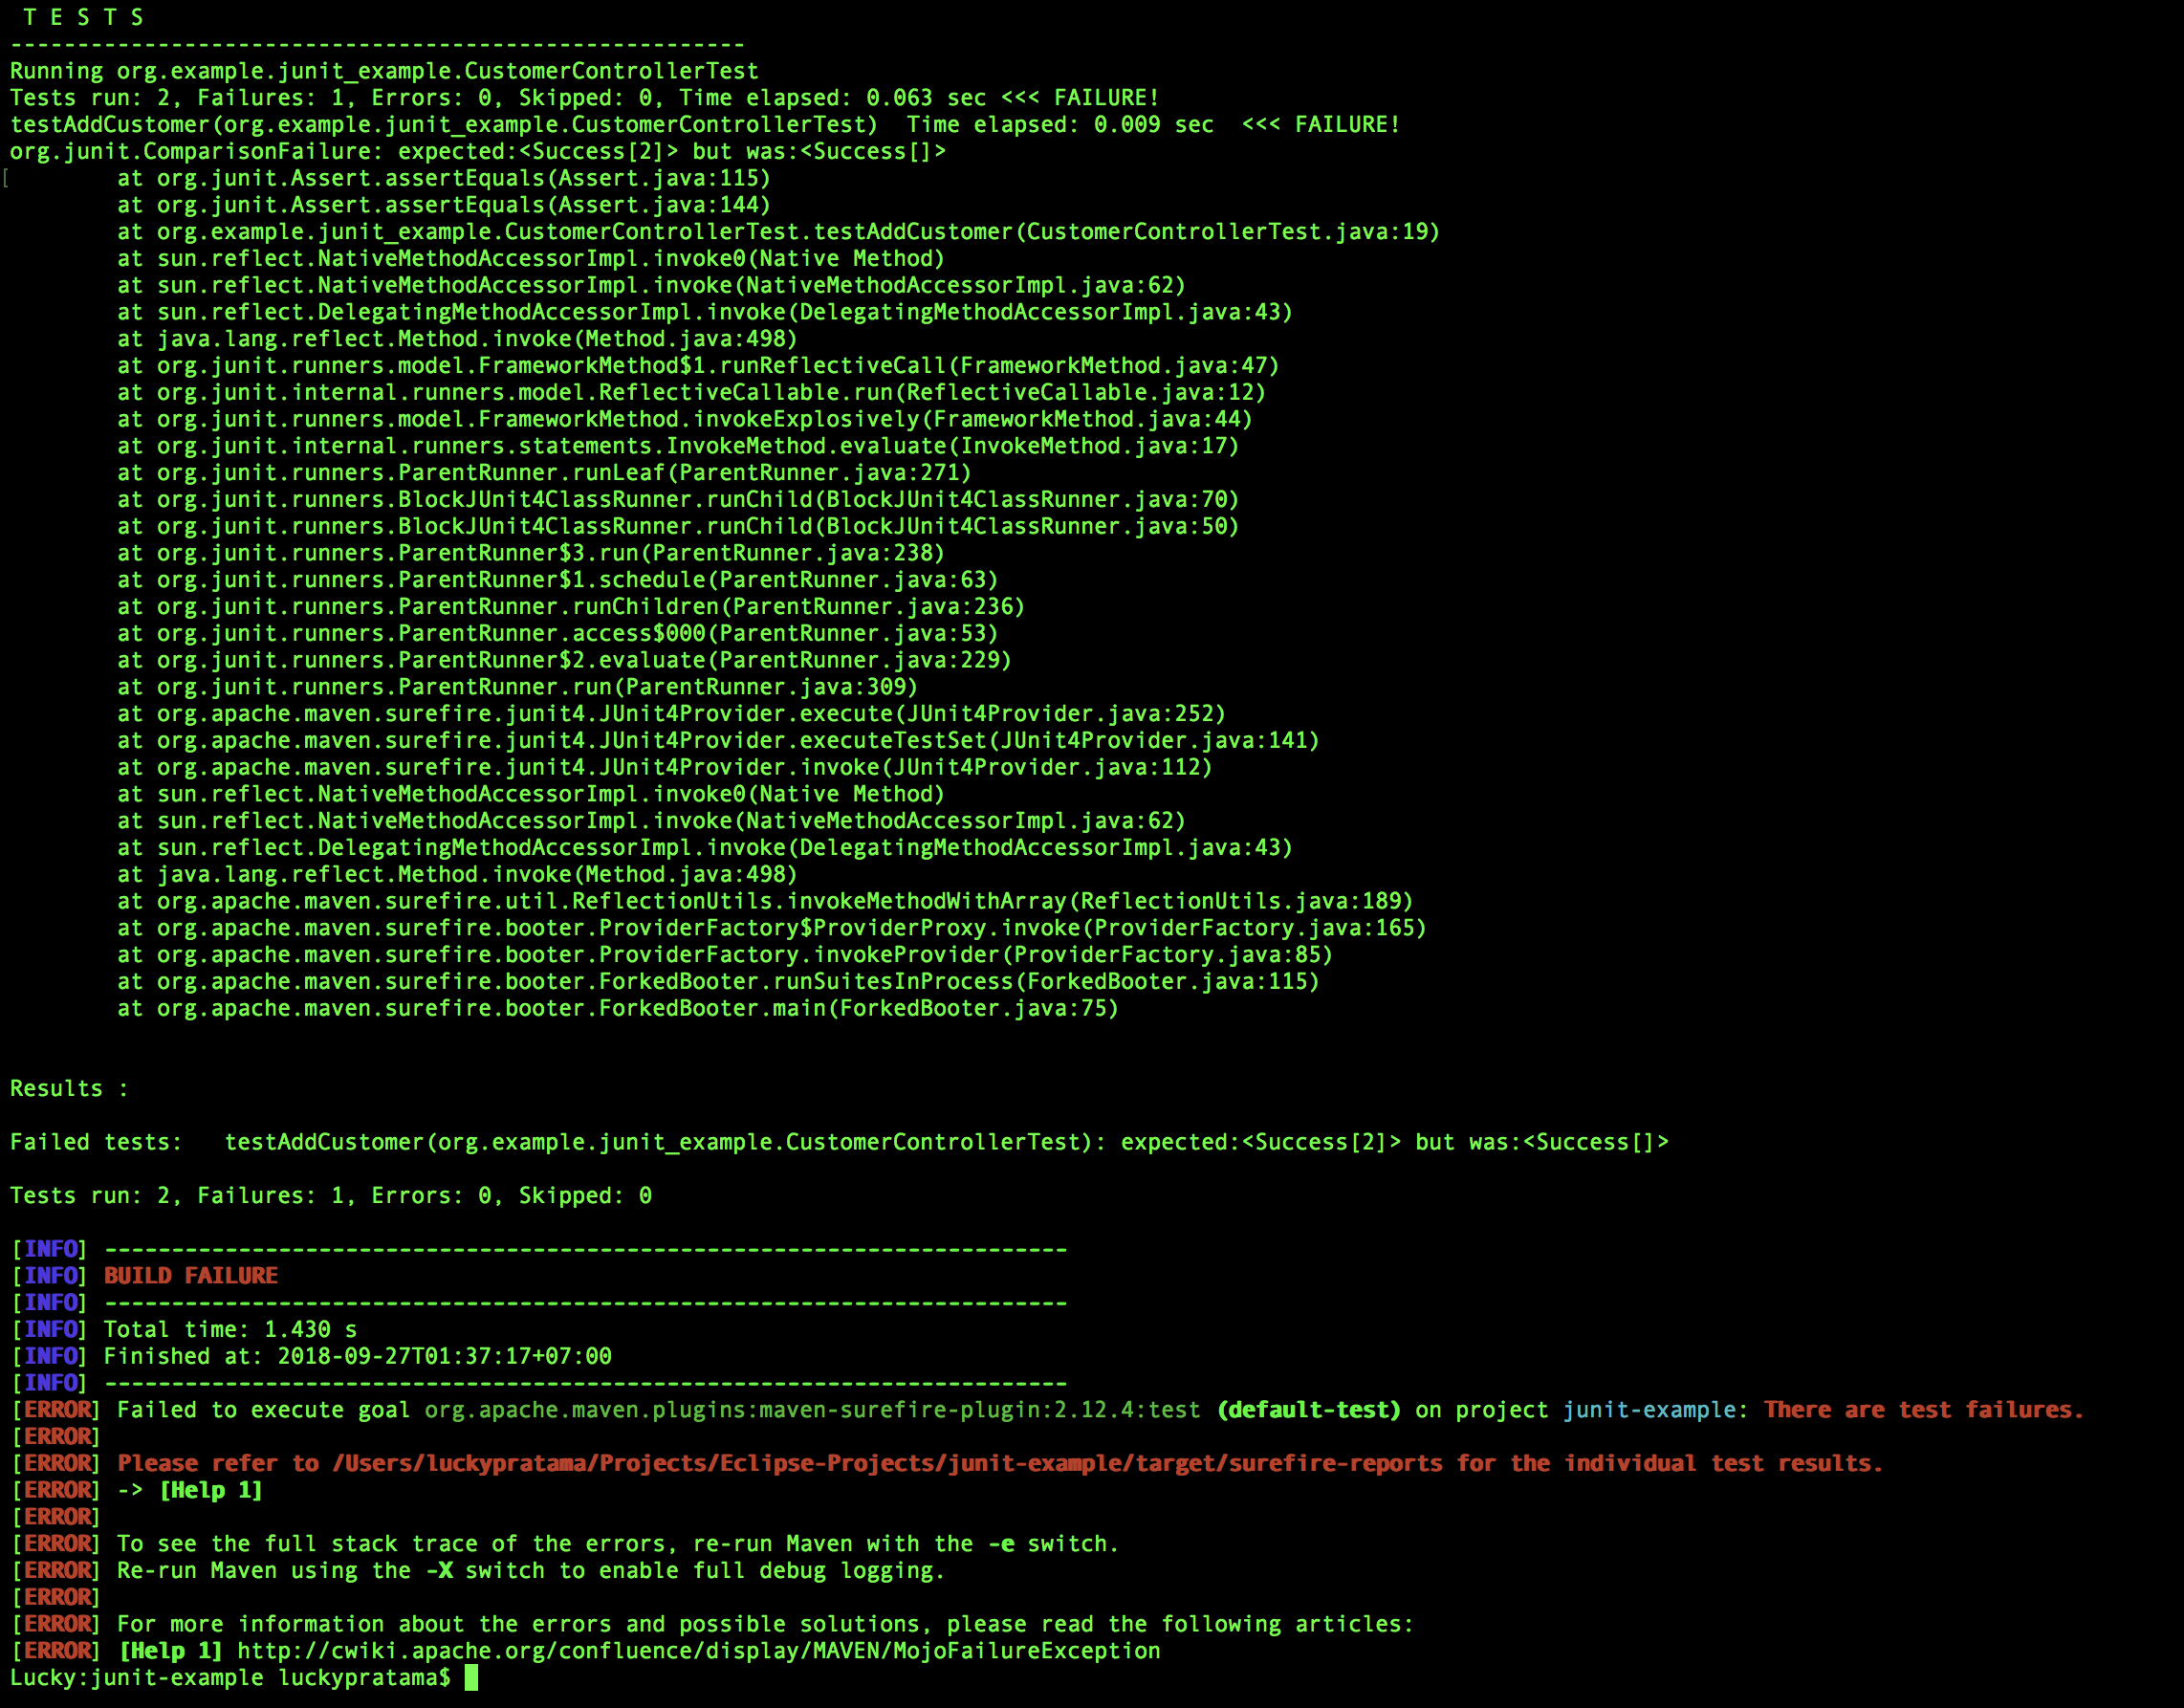 T E S T S
-------------------------------------------------------
Running org.example.junit_example.CustomerControllerTest
Tests run: 2, Failures: 1, Errors: 0, Skipped: 0, Time elapsed: 0.063 sec <<< FAILURE!
testAddCustomer(org.example.junit_example.CustomerControllerTest)  Time elapsed: 0.009 sec  <<< FAILURE!
org.junit.ComparisonFailure: expected:<Success[2]> but was:<Success[]>
[        at org.junit.Assert.assertEquals(Assert.java:115)
at org.junit.Assert.assertEquals(Assert.java:144)
at org.example.junit_example.CustomerControllerTest.testAddCustomer(CustomerControllerTest.java:19)
at sun.reflect.NativeMethodAccessorImpl.invoke0(Native Method)
at sun.reflect.NativeMethodAccessorImpl.invoke(NativeMethodAccessorImpl.java:62)
at sun.reflect.DelegatingMethodAccessorImpl.invoke(DelegatingMethodAccessorImpl.java:43)
at java.lang.reflect.Method.invoke(Method.java:498)
at org.junit.runners.model.FrameworkMethod$1.runReflectiveCall(FrameworkMethod.java:47)
at org.junit.internal.runners.model.ReflectiveCallable.run(ReflectiveCallable.java:12)
at org.junit.runners.model.FrameworkMethod.invokeExplosively(FrameworkMethod.java:44)
at org.junit.internal.runners.statements.InvokeMethod.evaluate(InvokeMethod.java:17)
at org.junit.runners.ParentRunner.runLeaf(ParentRunner.java:271)
at org.junit.runners.BlockJUnit4ClassRunner.runChild(BlockJUnit4ClassRunner.java:70)
at org.junit.runners.BlockJUnit4ClassRunner.runChild(BlockJUnit4ClassRunner.java:50)
at org.junit.runners.ParentRunner$3.run(ParentRunner.java:238)
at org.junit.runners.ParentRunner$1.schedule(ParentRunner.java:63)
at org.junit.runners.ParentRunner.runChildren(ParentRunner.java:236)
at org.junit.runners.ParentRunner.access$000(ParentRunner.java:53)
at org.junit.runners.ParentRunner$2.evaluate(ParentRunner.java:229)
at org.junit.runners.ParentRunner.run(ParentRunner.java:309)
at org.apache.maven.surefire.junit4.JUnit4Provider.execute(JUnit4Provider.java:252)
at org.apache.maven.surefire.junit4.JUnit4Provider.executeTestSet(JUnit4Provider.java:141)
at org.apache.maven.surefire.junit4.JUnit4Provider.invoke(JUnit4Provider.java:112)
at sun.reflect.NativeMethodAccessorImpl.invoke0(Native Method)
at sun.reflect.NativeMethodAccessorImpl.invoke(NativeMethodAccessorImpl.java:62)
at sun.reflect.DelegatingMethodAccessorImpl.invoke(DelegatingMethodAccessorImpl.java:43)
at java.lang.reflect.Method.invoke(Method.java:498)
at org.apache.maven.surefire.util.ReflectionUtils.invokeMethodWithArray(ReflectionUtils.java:189)
at org.apache.maven.surefire.booter.ProviderFactory$ProviderProxy.invoke(ProviderFactory.java:165)
at org.apache.maven.surefire.booter.ProviderFactory.invokeProvider(ProviderFactory.java:85)
at org.apache.maven.surefire.booter.ForkedBooter.runSuitesInProcess(ForkedBooter.java:115)
at org.apache.maven.surefire.booter.ForkedBooter.main(ForkedBooter.java:75)
Results :
Failed tests:   testAddCustomer(org.example.junit_example.CustomerControllerTest): expected:<Success[2]> but was:<Success[]>
Tests run: 2, Failures: 1, Errors: 0, Skipped: 0
[INFO] ------------------------------------------------------------------------
[INFO] BUILD FAILURE
[INFO] ------------------------------------------------------------------------
[INFO] Total time: 1.430 s
[INFO] Finished at: 2018-09-27T01:37:17+07:00
[INFO] ------------------------------------------------------------------------
[ERROR] Failed to execute goal org.apache.maven.plugins:maven-surefire-plugin:2.12.4:test (default-test) on project junit-example: There are test failures.
[ERROR]
[ERROR] Please refer to /Users/luckypratama/Projects/Eclipse-Projects/junit-example/target/surefire-reports for the individual test results.
[ERROR] -> [Help 1]
[ERROR]
[ERROR] To see the full stack trace of the errors, re-run Maven with the -e switch.
[ERROR] Re-run Maven using the -X switch to enable full debug logging.
[ERROR]
[ERROR] For more information about the errors and possible solutions, please read the following articles:
[ERROR] [Help 1] http://cwiki.apache.org/confluence/display/MAVEN/MojoFailureException
Lucky:junit-example luckypratama$